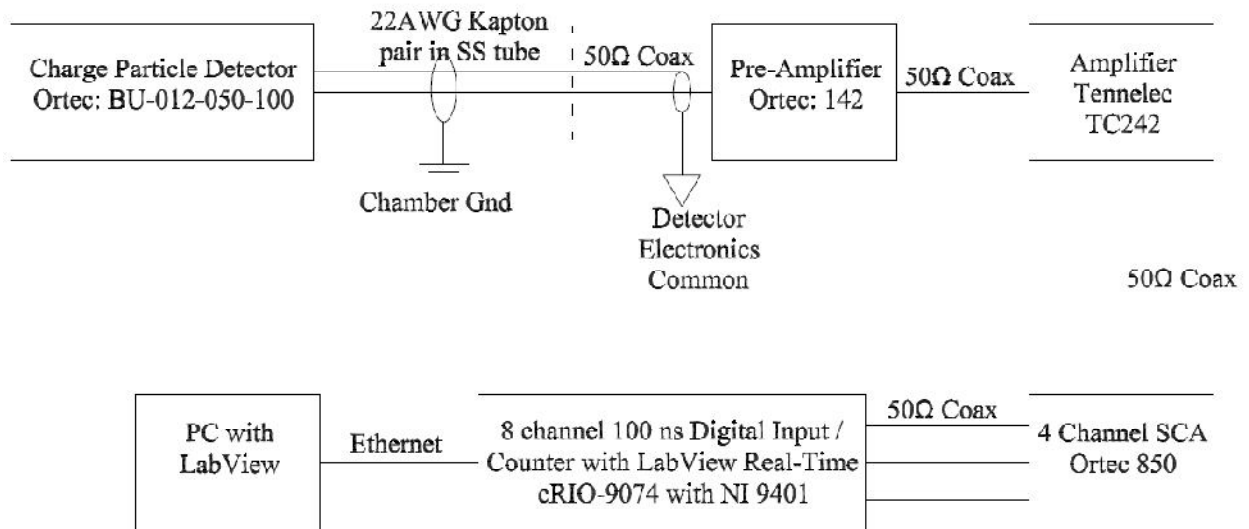 22AWG Kapton
pair in SS tube
Charge Particle Detector
Ortec: BU-012-050-100
50Ω Coax
Pre-Amplifier
Ortec: 142
50Ω Coax
Amplifier
Tennelec
TC242
Chamber Gnd
Detector
Electronics
Common
50Ω Coax
PC with
LabView
Ethernet
8 channel 100 ns Digital Input /
Counter with LabView Real-Time
cRIO-9074 with NI 9401
50Ω Coax
4 Channel SCA
Ortec 850